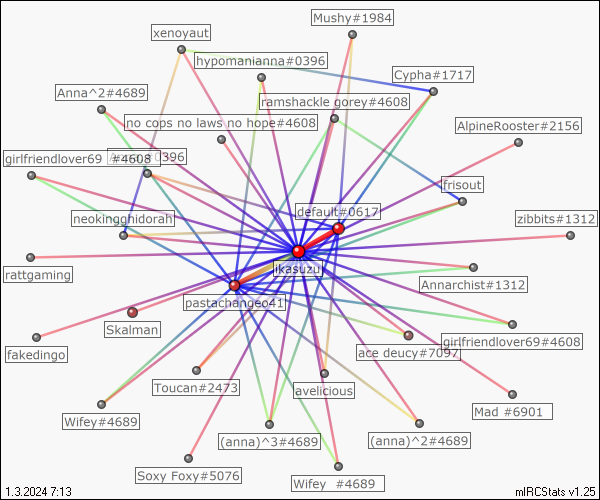 Mushy#1984
xenoyaut
hypomanianna#0396
Cypha#1717
Anna^2#4689
ramshackle gorey#4608
no cops no laws no hope#4608
AlpineRooster#2156
girlfriendlover69 #4608
#0396
frisout
default#0617
neokingghidorah
zibbits#1312
ikasuzu
rattgaming
Annarchist#1312
pastachangeo41
Skalman
girlfriendlover69#4608
fakedingo
ace deucy#7097
Toucan#2473
avelicious
Wifey#4689
Mad #6901
(anna)^3#4689
(anna)^2#4689
Soxy Foxy#5076
Wifey #4689
1.3.2024 7:13
mIRCStats v1.25